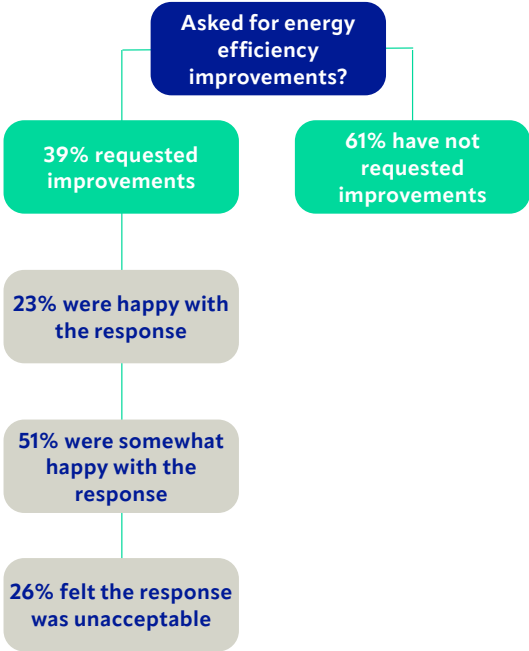 Asked for energy
efficiency
improvements?
39% requested
improvements
61% have not
requested
improvements
23% were happy with
the response
51% were somewhat
happy with the
response
26% felt the response
was unacceptable